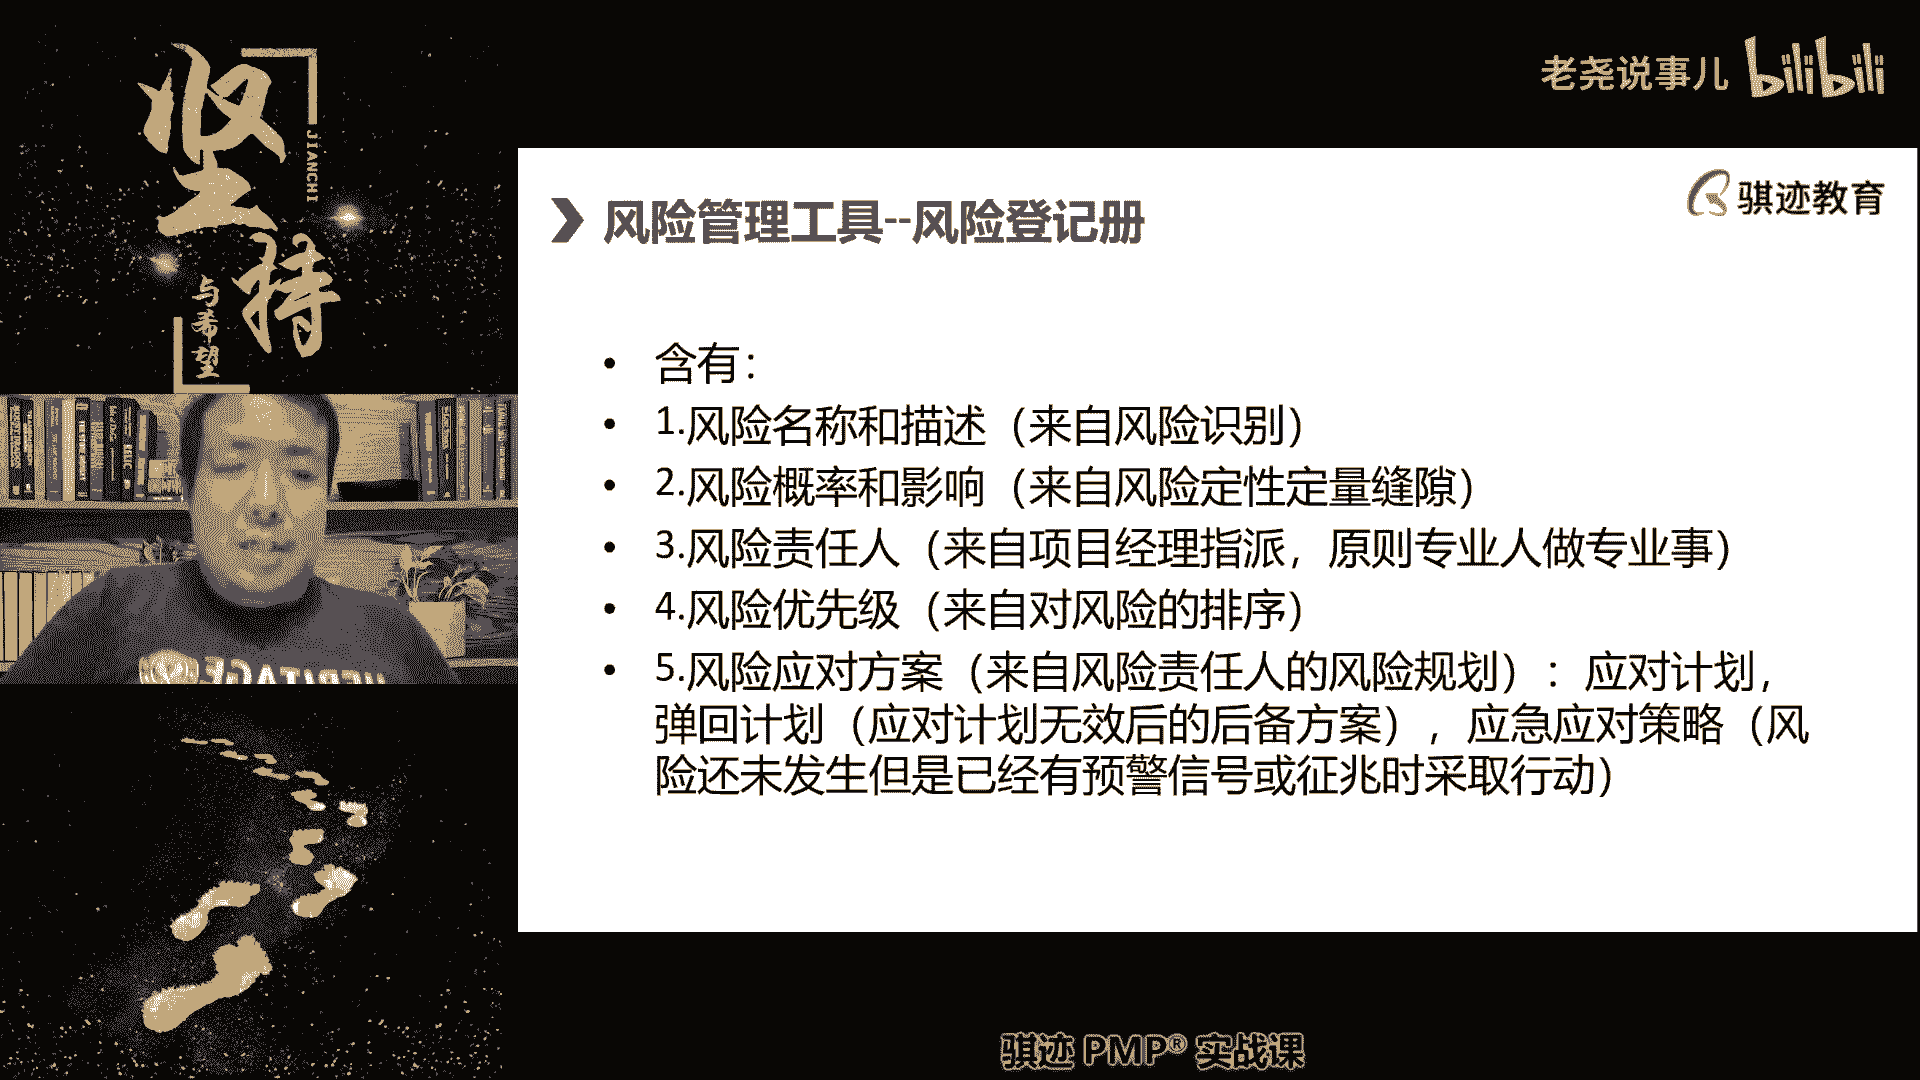 坚持
JIANCHI
与希望
老尧说事儿 bilibili
骐迹教育
风险管理工具--风险登记册
• 含有：
• 1.风险名称和描述（来自风险识别）
• 2.风险概率和影响（来自风险定性定量缝隙）
• 3.风险责任人（来自项目经理指派，原则专业人做专业事）
• 4.风险优先级（来自对风险的排序）
• 5.风险应对方案（来自风险责任人的风险规划）：应对计划，
弹回计划（应对计划无效后的后备方案），应急应对策略（风
险还未发生但是已经有预警信号或征兆时采取行动）
HERITAGE
骐迹 PMP® 实战课